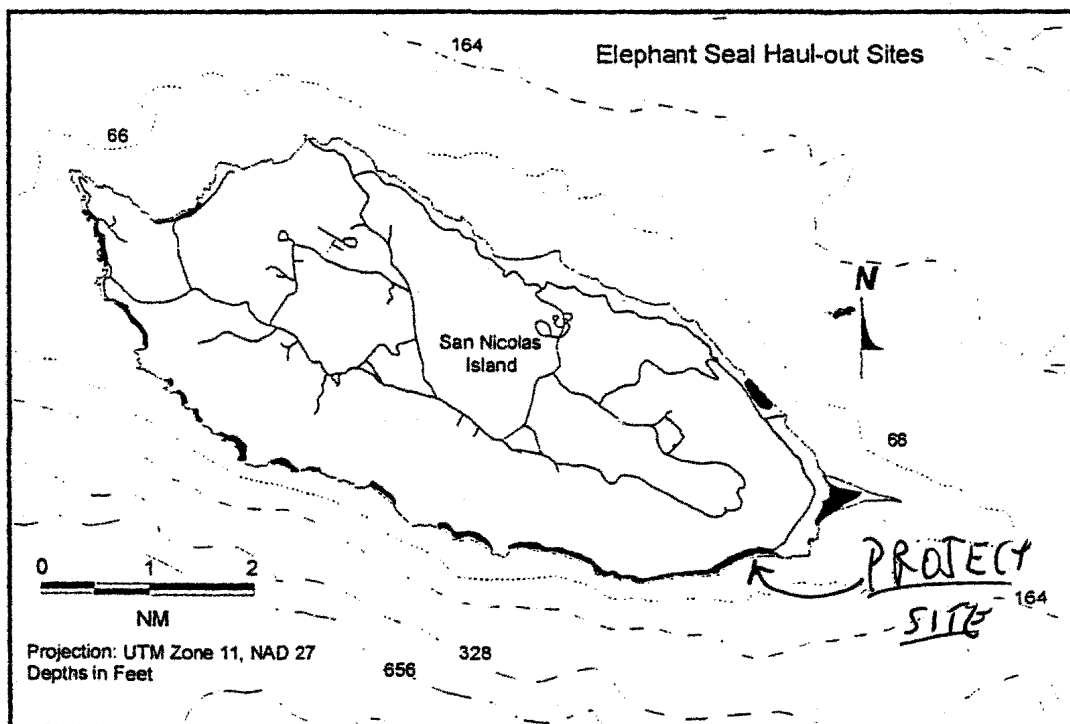 164
Elephant Seal Haul-out Sites
66
N
San Nicolas
Island
68
0 1 2
NM
PROJECT
SITE
164
Projection: UTM Zone 11, NAD 27
Depths in Feet
328
656